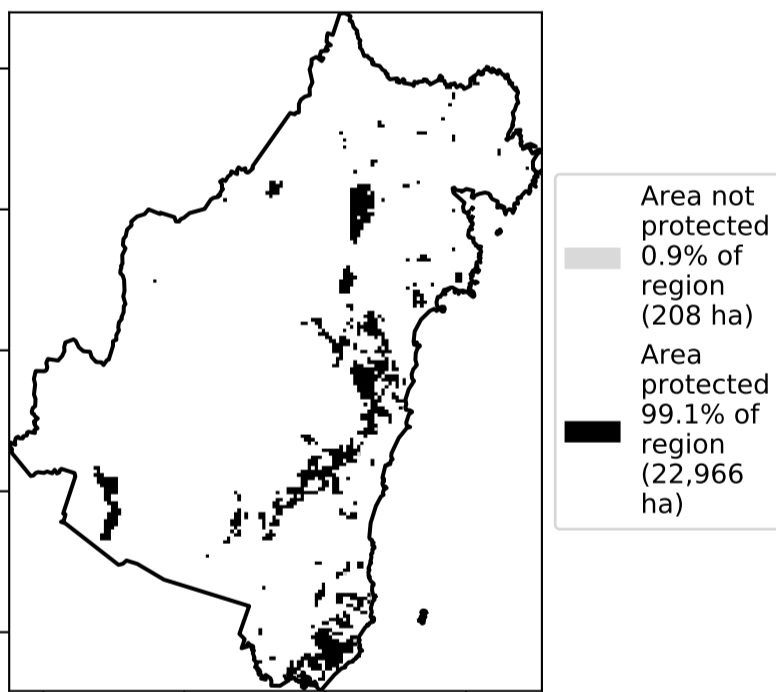 Area not
protected
0.9% of
region
(208 ha)
Area
protected
99.1% of
region
(22,966
ha)